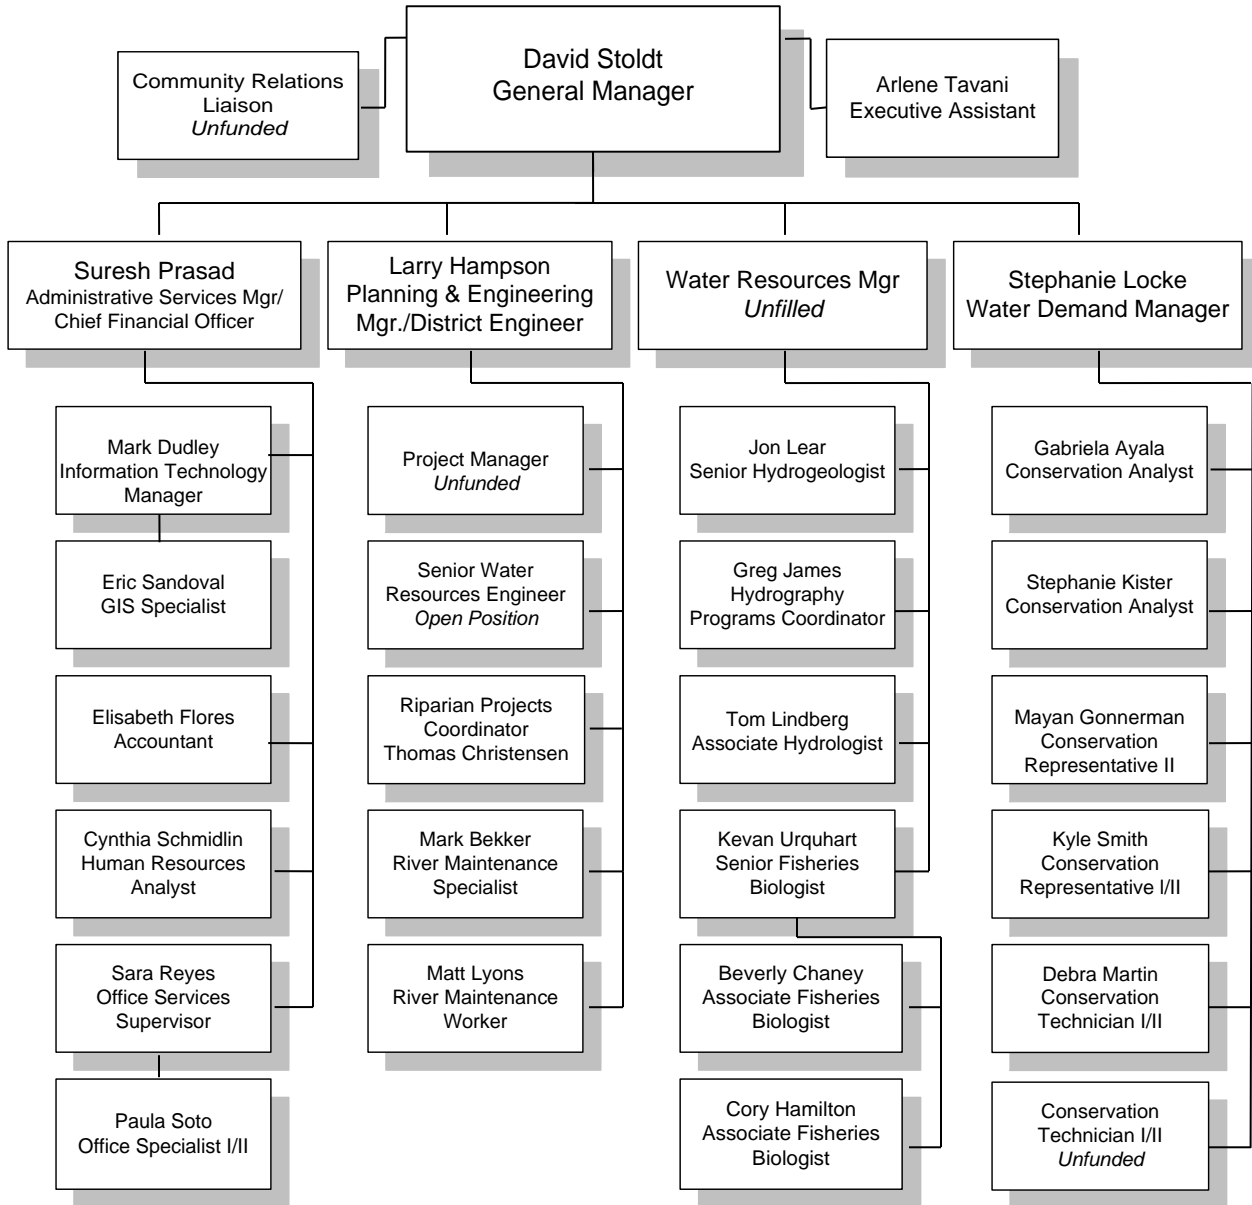 David Stoldt
General Manager
Community Relations
Liaison
Unfunded
Arlene Tavani
Executive Assistant
Suresh Prasad
Administrative Services Mgr/
Chief Financial Officer
Larry Hampson
Planning & Engineering
Mgr./District Engineer
Water Resources Mgr
Unfilled
Stephanie Locke
Water Demand Manager
Mark Dudley
Information Technology
Manager
Eric Sandoval
GIS Specialist
Elisabeth Flores
Accountant
Cynthia Schmidlin
Human Resources
Analyst
Sara Reyes
Office Services
Supervisor
Paula Soto
Office Specialist I/II
Project Manager
Unfunded
Senior Water
Resources Engineer
Open Position
Riparian Projects
Coordinator
Thomas Christensen
Mark Bekker
River Maintenance
Specialist
Matt Lyons
River Maintenance
Worker
Jon Lear
Senior Hydrogeologist
Greg James
Hydrography
Programs Coordinator
Tom Lindberg
Associate Hydrologist
Kevan Urquhart
Senior Fisheries
Biologist
Beverly Chaney
Associate Fisheries
Biologist
Cory Hamilton
Associate Fisheries
Biologist
Gabriela Ayala
Conservation Analyst
Stephanie Kister
Conservation Analyst
Mayan Gonnerman
Conservation
Representative II
Kyle Smith
Conservation
Representative I/II
Debra Martin
Conservation
Technician I/II
Conservation
Technician I/II
Unfunded